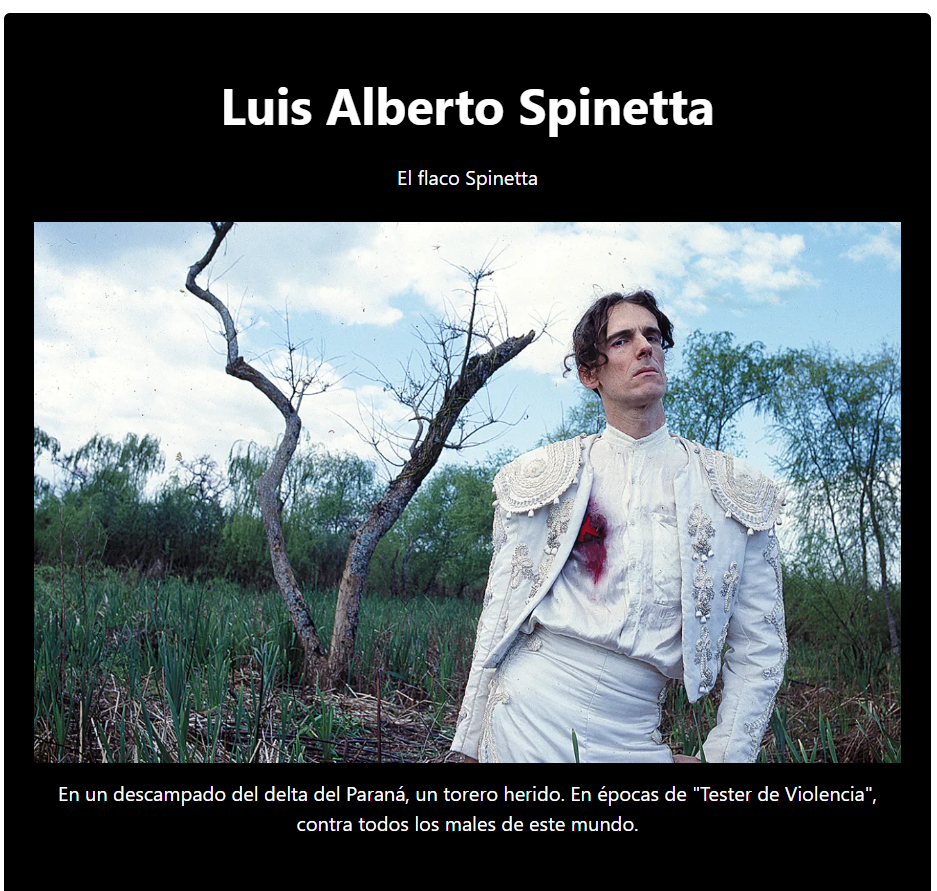 Luis Alberto Spinetta
El flaco Spinetta
En un descampado del delta del Paraná, un torero herido. En épocas de "Tester de Violencia",
contra todos los males de este mundo.